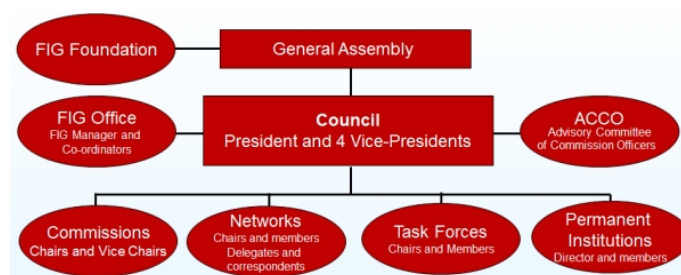 FIG Foundation
General Assembly
FIG Office
FIG Manager and
Co-ordinators
Council
President and 4 Vice-Presidents
ACCO
Advisory Committee
of Commission Officers
Commissions
Chairs and Vice Chairs
Networks
Chairs and members
Delegates and
correspondents
Task Forces
Chairs and Members
Permanent
Institutions
Director and members